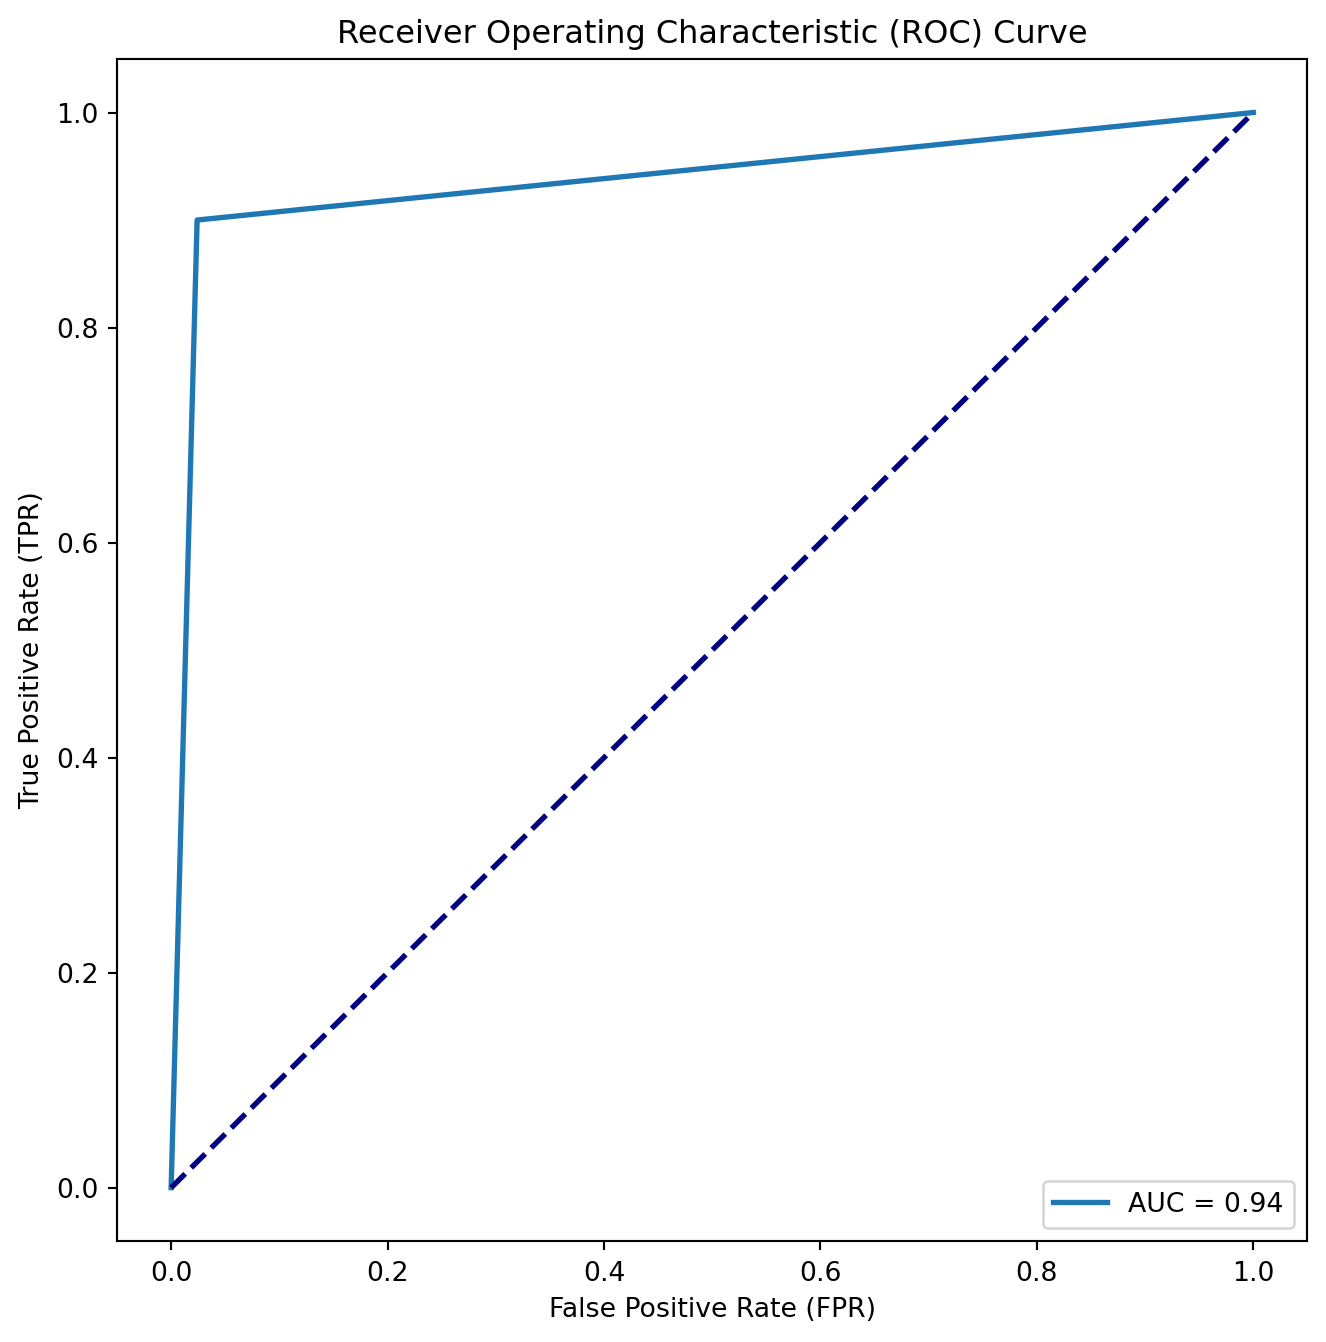 Receiver Operating Characteristic (ROC) Curve
True Positive Rate (TPR)
1.0
0.8
0.6
0.4
0.2
0.0
AUC = 0.94
0.0 0.2 0.4 0.6 0.8 1.0
False Positive Rate (FPR)